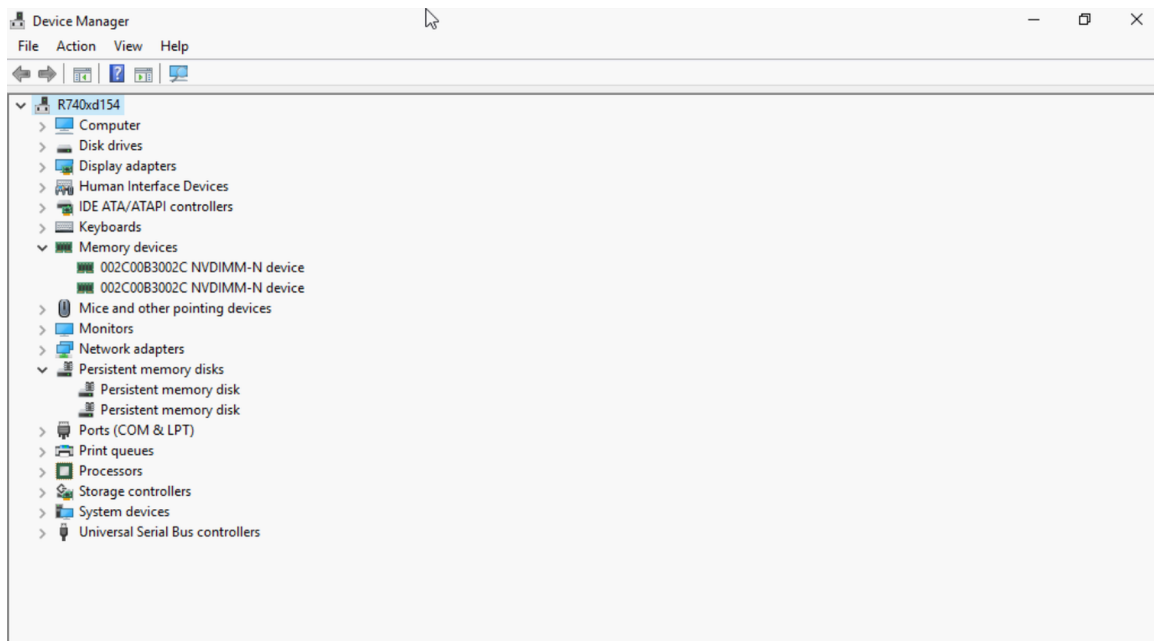 Device Manager
File Action View Help
R740xd154
Computer
Disk drives
Display adapters
Human Interface Devices
IDE ATA/ATAPI controllers
Keyboards
Memory devices
002C00B3002C NVDIMM-N device
002C00B3002C NVDIMM-N device
Mice and other pointing devices
Monitors
Network adapters
Persistent memory disks
Persistent memory disk
Persistent memory disk
Ports (COM & LPT)
Print queues
Processors
Storage controllers
System devices
Universal Serial Bus controllers